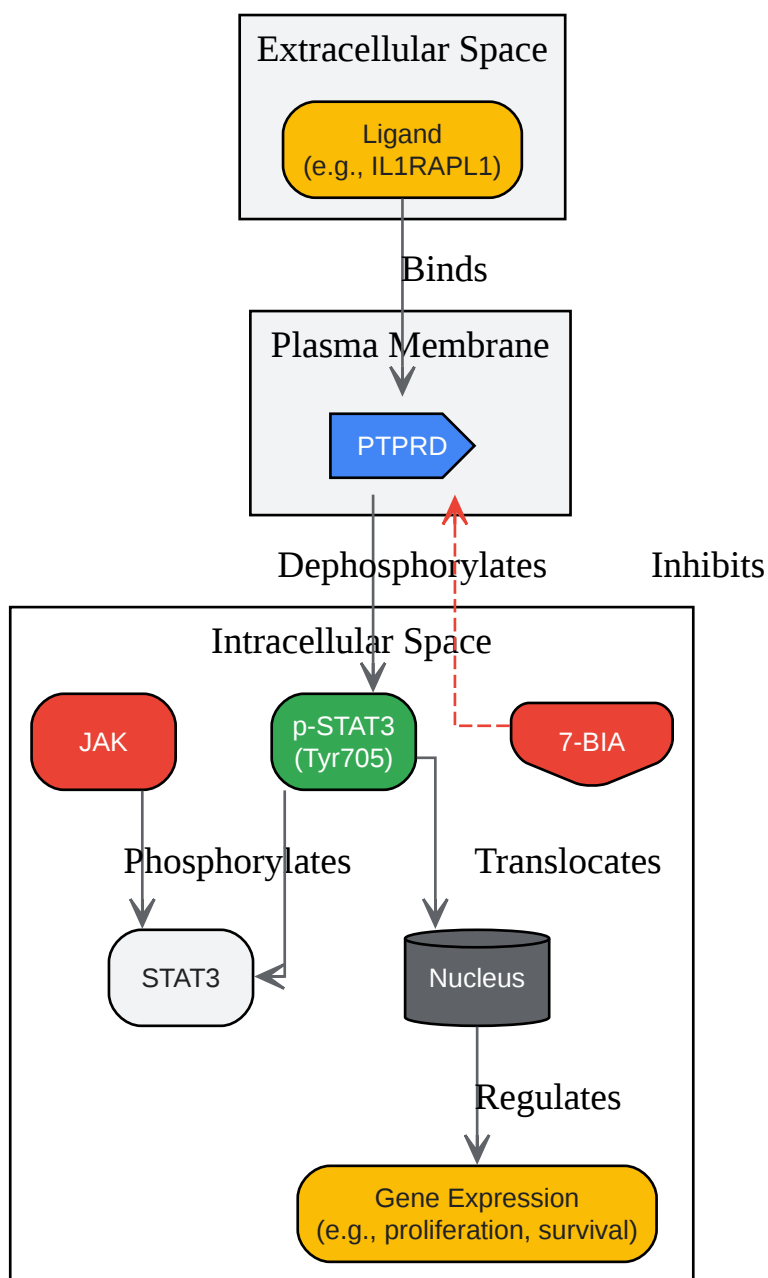 Extracellular Space
Ligand
(e.g., IL1RAPL1)
Binds
Plasma Membrane
PTPRD
Dephosphorylates
Inhibits
Intracellular Space
JAK
p-STAT3
(Tyr705)
7-BIA
Phosphorylates
Translocates
STAT3
Nucleus
Regulates
Gene Expression
(e.g., proliferation, survival)